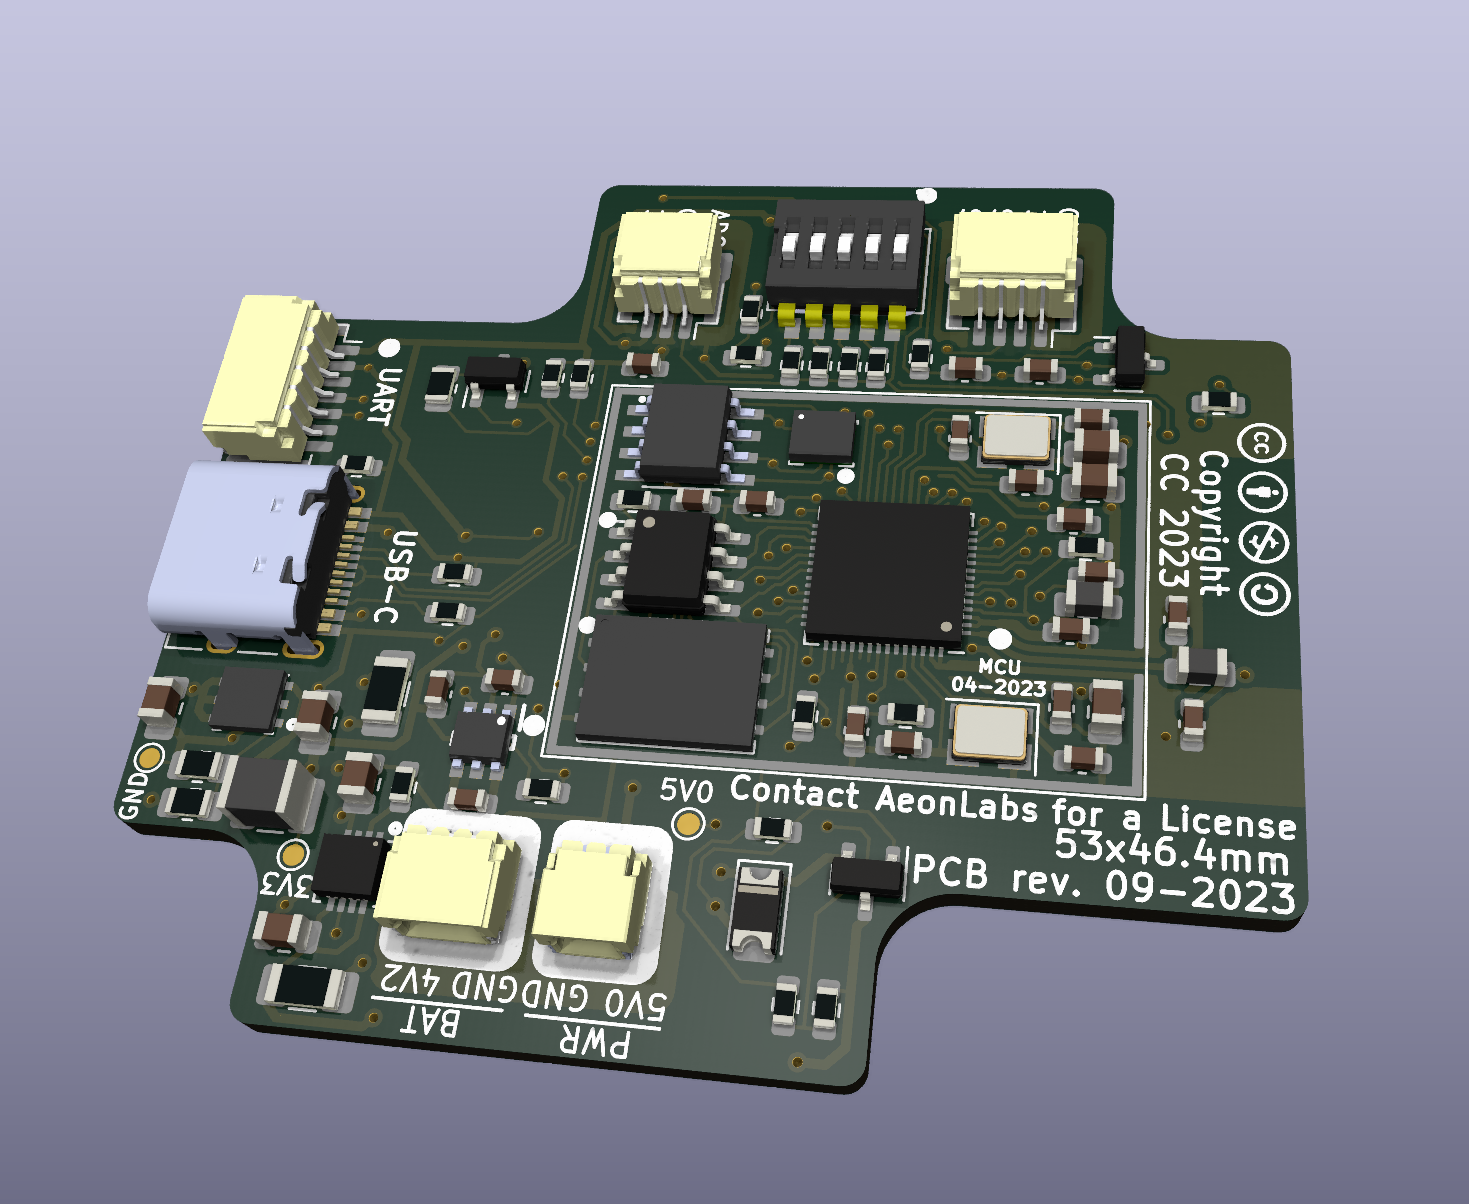 UART
USB-C
Copyright
CC 2023
cc
MCU
04-2023
GND
3V3
5V0
Contact AeonLabs for a License
53x46.4mm
PCB rev. 09-2023
GND 4V2
BAT
5V0 GND
PWR